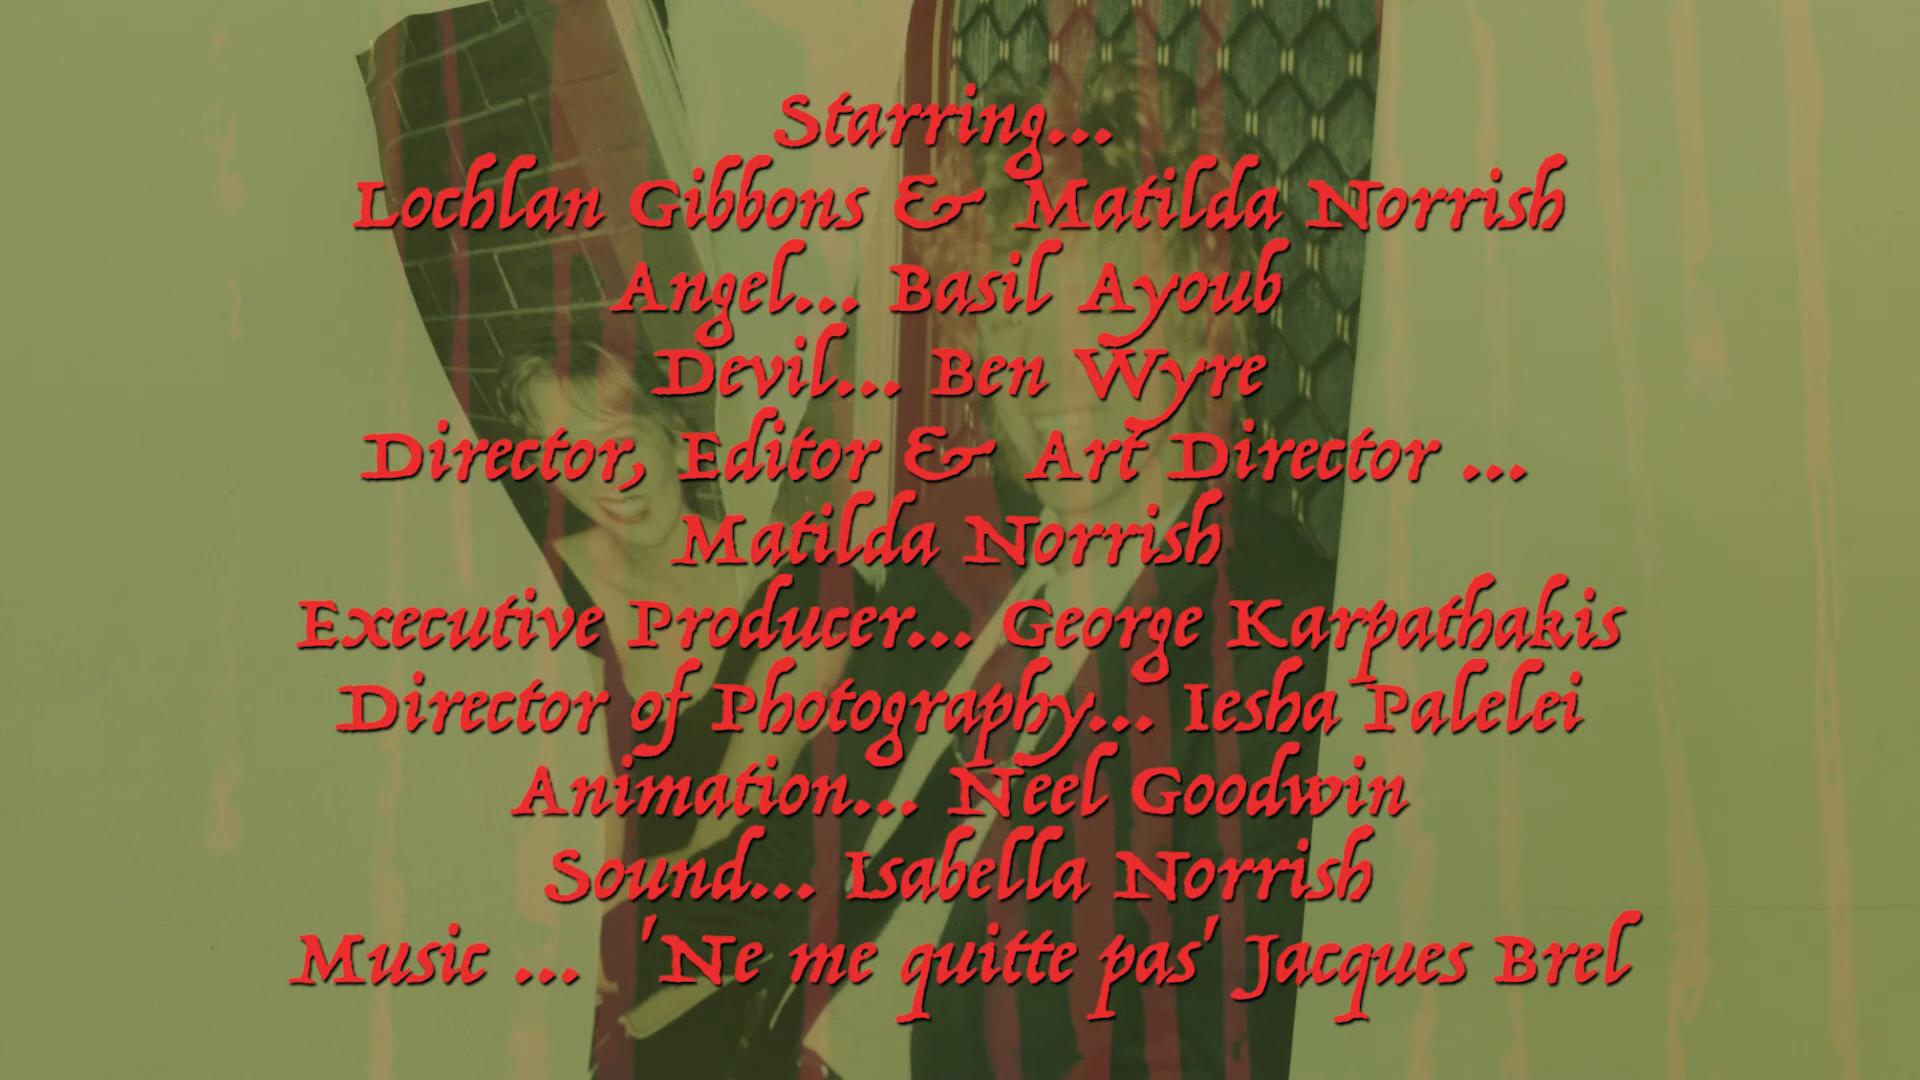 Starring...
Lochlan Gibbons & Matilda Norrish
Angel... Basil Ayoub
Devil... Ben Wyre
Director, Editor & Art Director ...
Matilda Norrish
Executive Producer... George Karpathakis
Director of Photography... Iesha Palelei
Animation... Neel Goodwin
Sound... Isabella Norrish
Music ... 'Ne me quitte pas' Jacques Brel